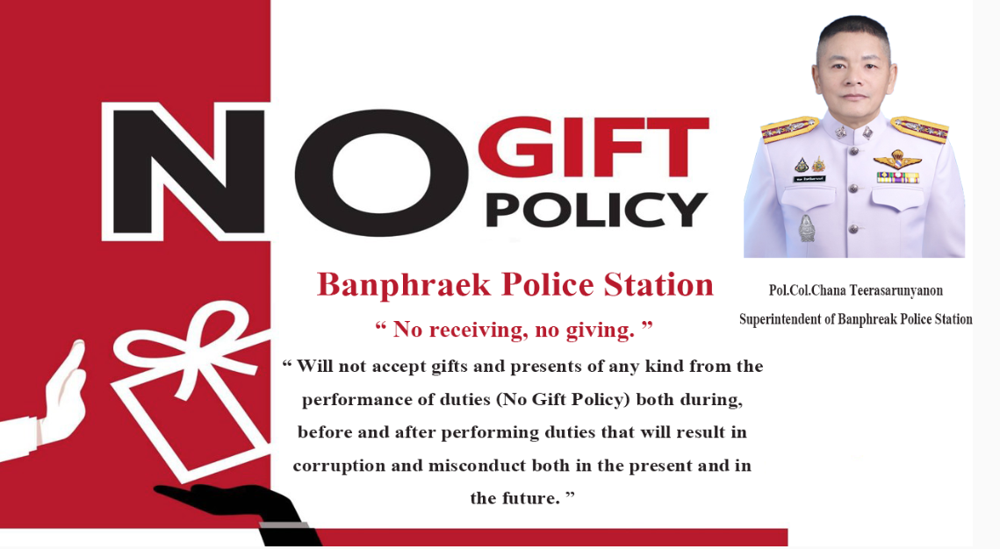 NO GIFT
POLICY
Banphraek Police Station
“ No receiving, no giving. ”
“ Will not accept gifts and presents of any kind from the
performance of duties (No Gift Policy) both during,
before and after performing duties that will result in
corruption and misconduct both in the present and in
the future. ”
Pol.Col.Chana Teerasarunyanon
Superintendent of Banphreak Police Station